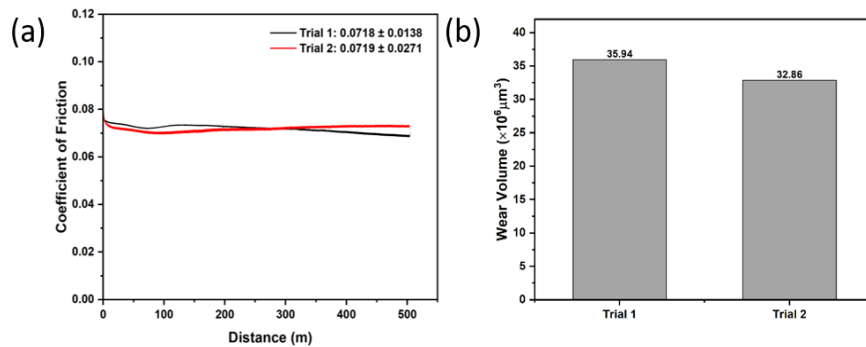 (a)
0.12
0.10
0.08
0.06
0.04
0.02
0.00
Coefficient of Friction
Trial 1: 0.0718 ± 0.0138
Trial 2: 0.0719 ± 0.0271
0
100
200
300
400
500
Distance (m)
(b)
40
35
30
25
20
15
10
5
0
Wear Volume (×10⁶μm³)
35.94
32.86
Trial 1
Trial 2